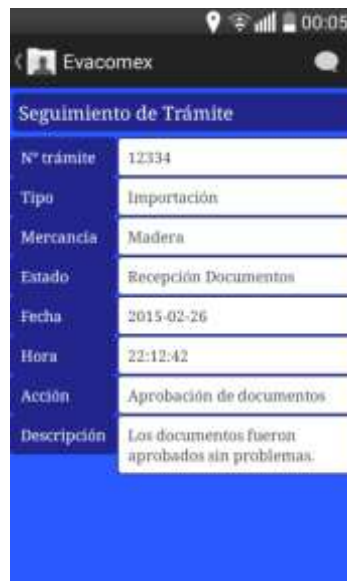 00:05
Evacomex
Seguimiento de Trámite
N° trámite 12334
Tipo Importación
Mercancia Madera
Estado Recepción Documentos
Fecha 2015-02-26
Hora 22:12:42
Acción Aprobación de documentos
Descripción Los documentos fueron
aprobados sin problemas.